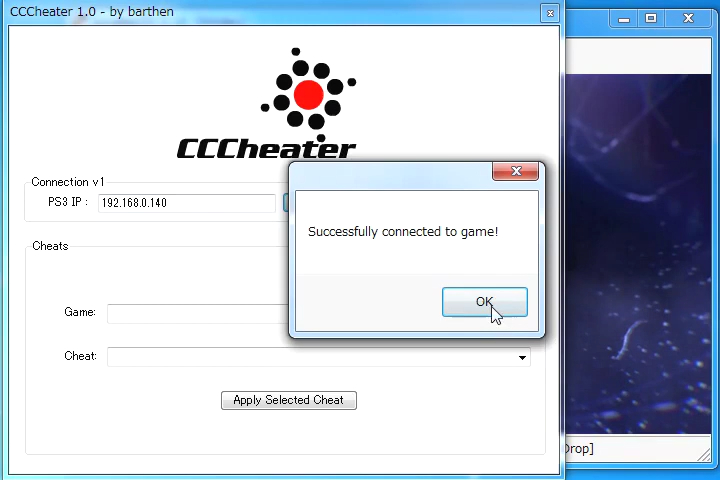 CCCheater 1.0 - by barthen
CCCheater
Connection v1
PS3 IP :
192.168.0.140
Successfully connected to game!
OK
Cheats
Game:
Cheat:
Apply Selected Cheat
Drop]